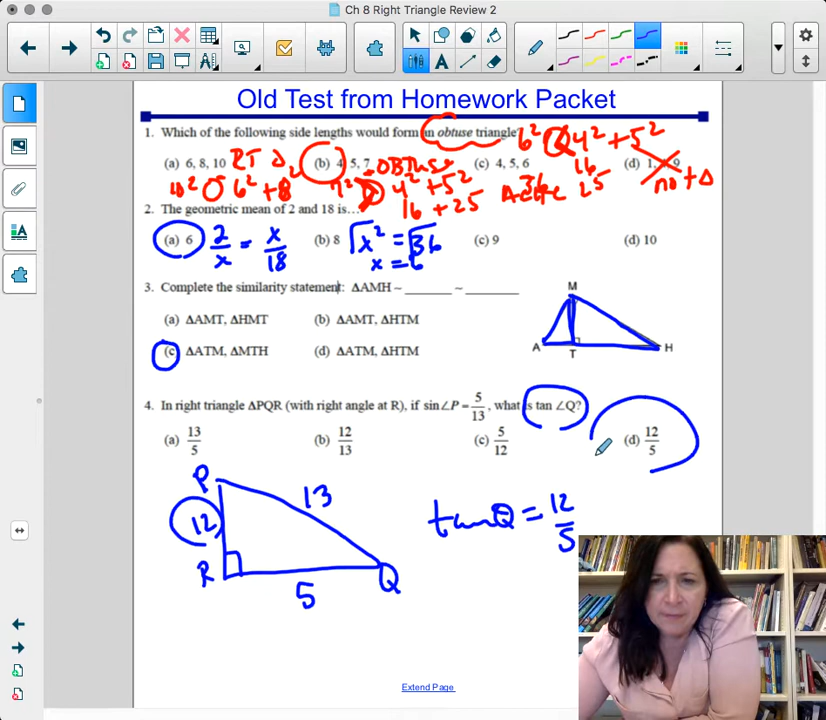 Ch 8 Right Triangle Review 2
Old Test from Homework Packet
1. Which of the following side lengths would form an obtuse triangle?
6² < 4² + 5²
(a) 6, 8, 10 RT Δ (b) 4, 5, 7 OBTUSE (c) 4, 5, 6 (d) 1,
16
10² = 6² + 8² 7² > 4² + 5² Acute 36 25 no + Δ
16 + 25
2. The geometric mean of 2 and 18 is…
(a) 6 2/x = x/18 (b) 8 √x² = √36 (c) 9 (d) 10
x = 6
3. Complete the similarity statement: ΔAMH ~ ________ ~ ________
M
(a) ΔAMT, ΔHMT (b) ΔAMT, ΔHTM
(c) ΔATM, ΔMTH (d) ΔATM, ΔHTM
A T H
4. In right triangle ΔPQR (with right angle at R), if sin∠P = 5/13, what is tan ∠Q?
(a) 13/5 (b) 12/13 (c) 5/12 (d) 12/5
P
13
12 tanQ = 12/5
R Q
5
Extend Page